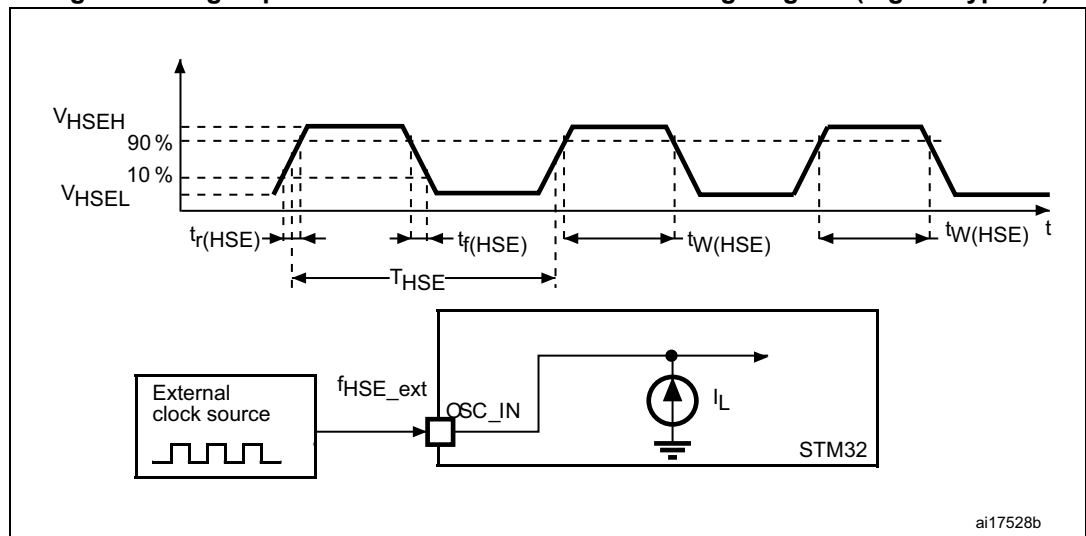 VHSEH
90 %
10 %
VHSEL
tr(HSE)
tf(HSE)
tW(HSE)
tW(HSE)
t
THSE
External
clock source
fHSE_ext
OSC_IN
IL
STM32
ai17528b